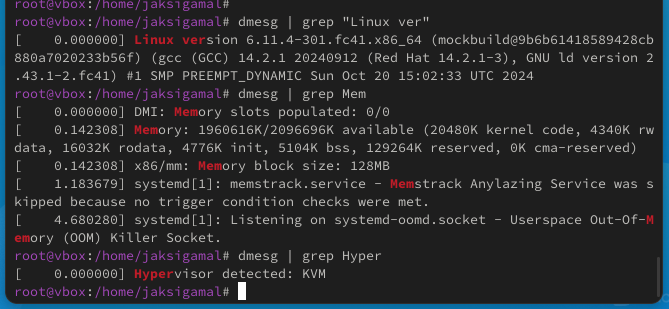 root@vbox:/home/jaksigamal# dmesg | grep "Linux ver"
[    0.000000] Linux version 6.11.4-301.fc41.x86_64 (mockbuild@9b6b61418589428cb
880a7020233b56f) (gcc (GCC) 14.2.1 20240912 (Red Hat 14.2.1-3), GNU ld version 2
.43.1-2.fc41) #1 SMP PREEMPT_DYNAMIC Sun Oct 20 15:02:33 UTC 2024
root@vbox:/home/jaksigamal# dmesg | grep Mem
[    0.000000] DMI: Memory slots populated: 0/0
[    0.142308] Memory: 1960616K/2096696K available (20480K kernel code, 4340K rw
data, 16032K rodata, 4776K init, 5104K bss, 129264K reserved, 0K cma-reserved)
[    0.142308] x86/mm: Memory block size: 128MB
[    1.183679] systemd[1]: memstrack.service - Memstrack Anylazing Service was s
kipped because no trigger condition checks were met.
[    4.680280] systemd[1]: Listening on systemd-oomd.socket - Userspace Out-Of-M
emory (OOM) Killer Socket.
root@vbox:/home/jaksigamal# dmesg | grep Hyper
[    0.000000] Hypervisor detected: KVM
root@vbox:/home/jaksigamal#